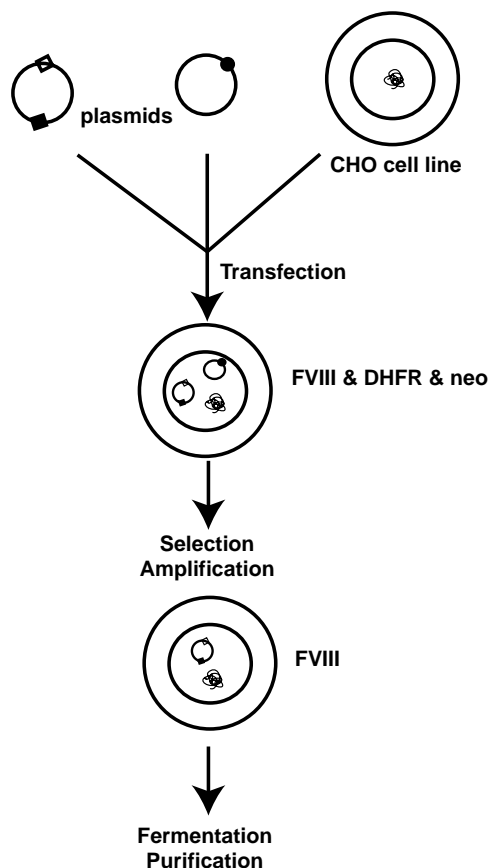 plasmids
CHO cell line
Transfection
FVIII & DHFR & neo
Selection
Amplification
FVIII
Fermentation
Purification